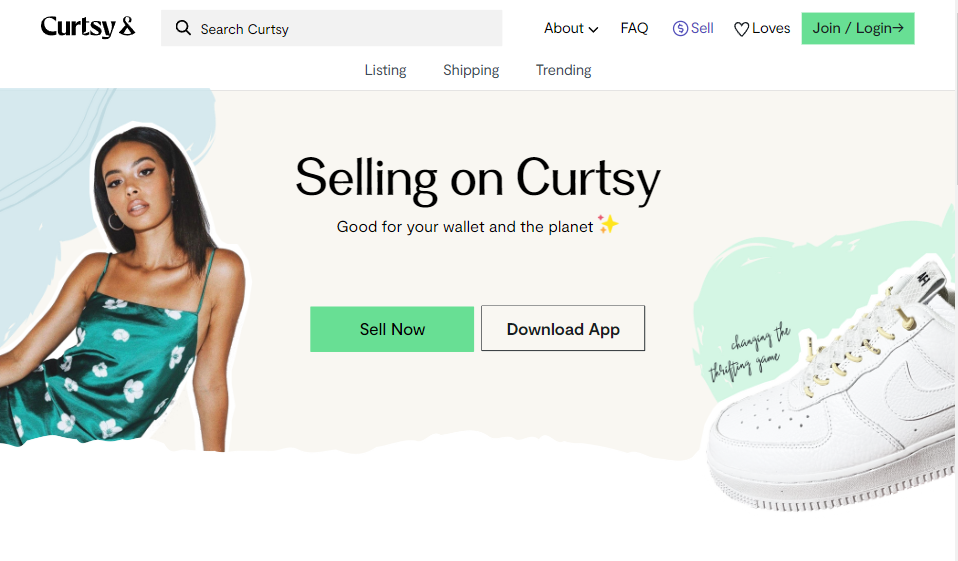 Curtsy
Search Curtsy
About
FAQ
Sell
Loves
Join / Login→
Listing
Shipping
Trending
Selling on Curtsy
Good for your wallet and the planet ✨
Sell Now
Download App
changing the
thrifting game